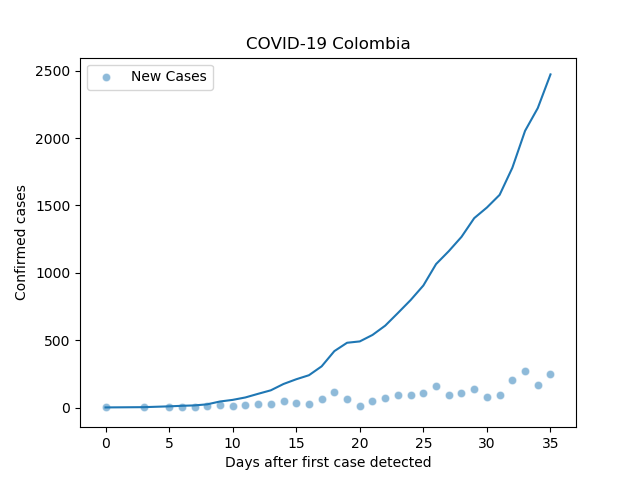 COVID-19 Colombia
New Cases
Confirmed cases
2500
2000
1500
1000
500
0
0 5 10 15 20 25 30 35
Days after first case detected